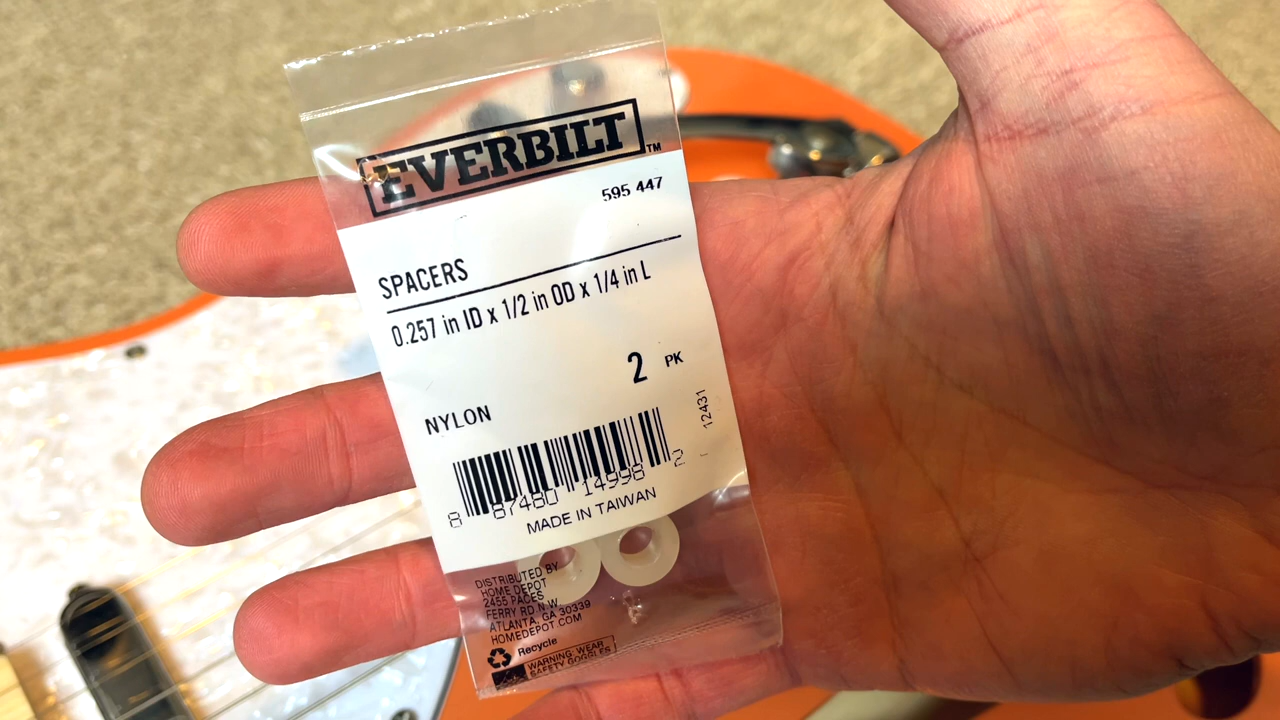 EVERBILT™
595 447
SPACERS
0.257 in ID x 1/2 in OD x 1/4 in L
2 PK
NYLON
12431
8 87480 14998 2
MADE IN TAIWAN
DISTRIBUTED BY
HOME DEPOT
2455 PACES
FERRY RD N W
ATLANTA, GA 30339
HOMEDEPOT.COM
Recycle
WARNING: WEAR
SAFETY GOGGLES